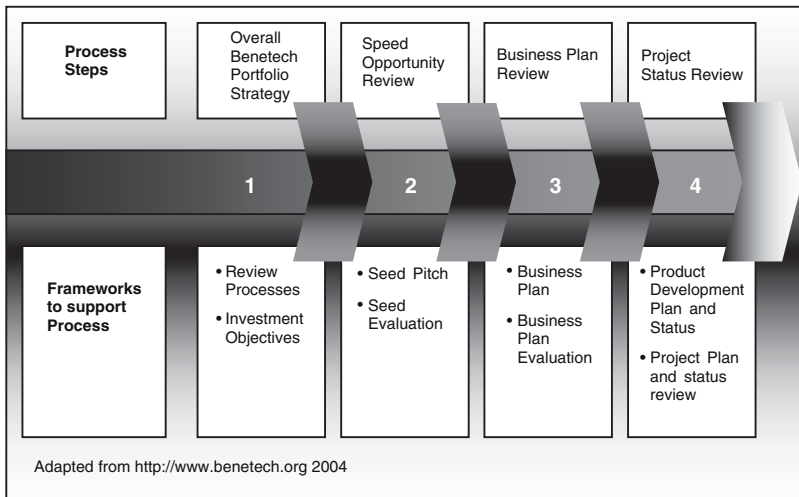 Process
Steps
Overall
Benetech
Portfolio
Strategy
Speed
Opportunity
Review
Business Plan
Review
Project
Status Review
1
2
3
4
Frameworks
to support
Process
• Review
Processes
• Investment
Objectives
• Seed Pitch
• Seed
Evaluation
• Business
Plan
• Business
Plan
Evaluation
• Product
Development
Plan and
Status
• Project Plan
and status
review
Adapted from http://www.benetech.org 2004